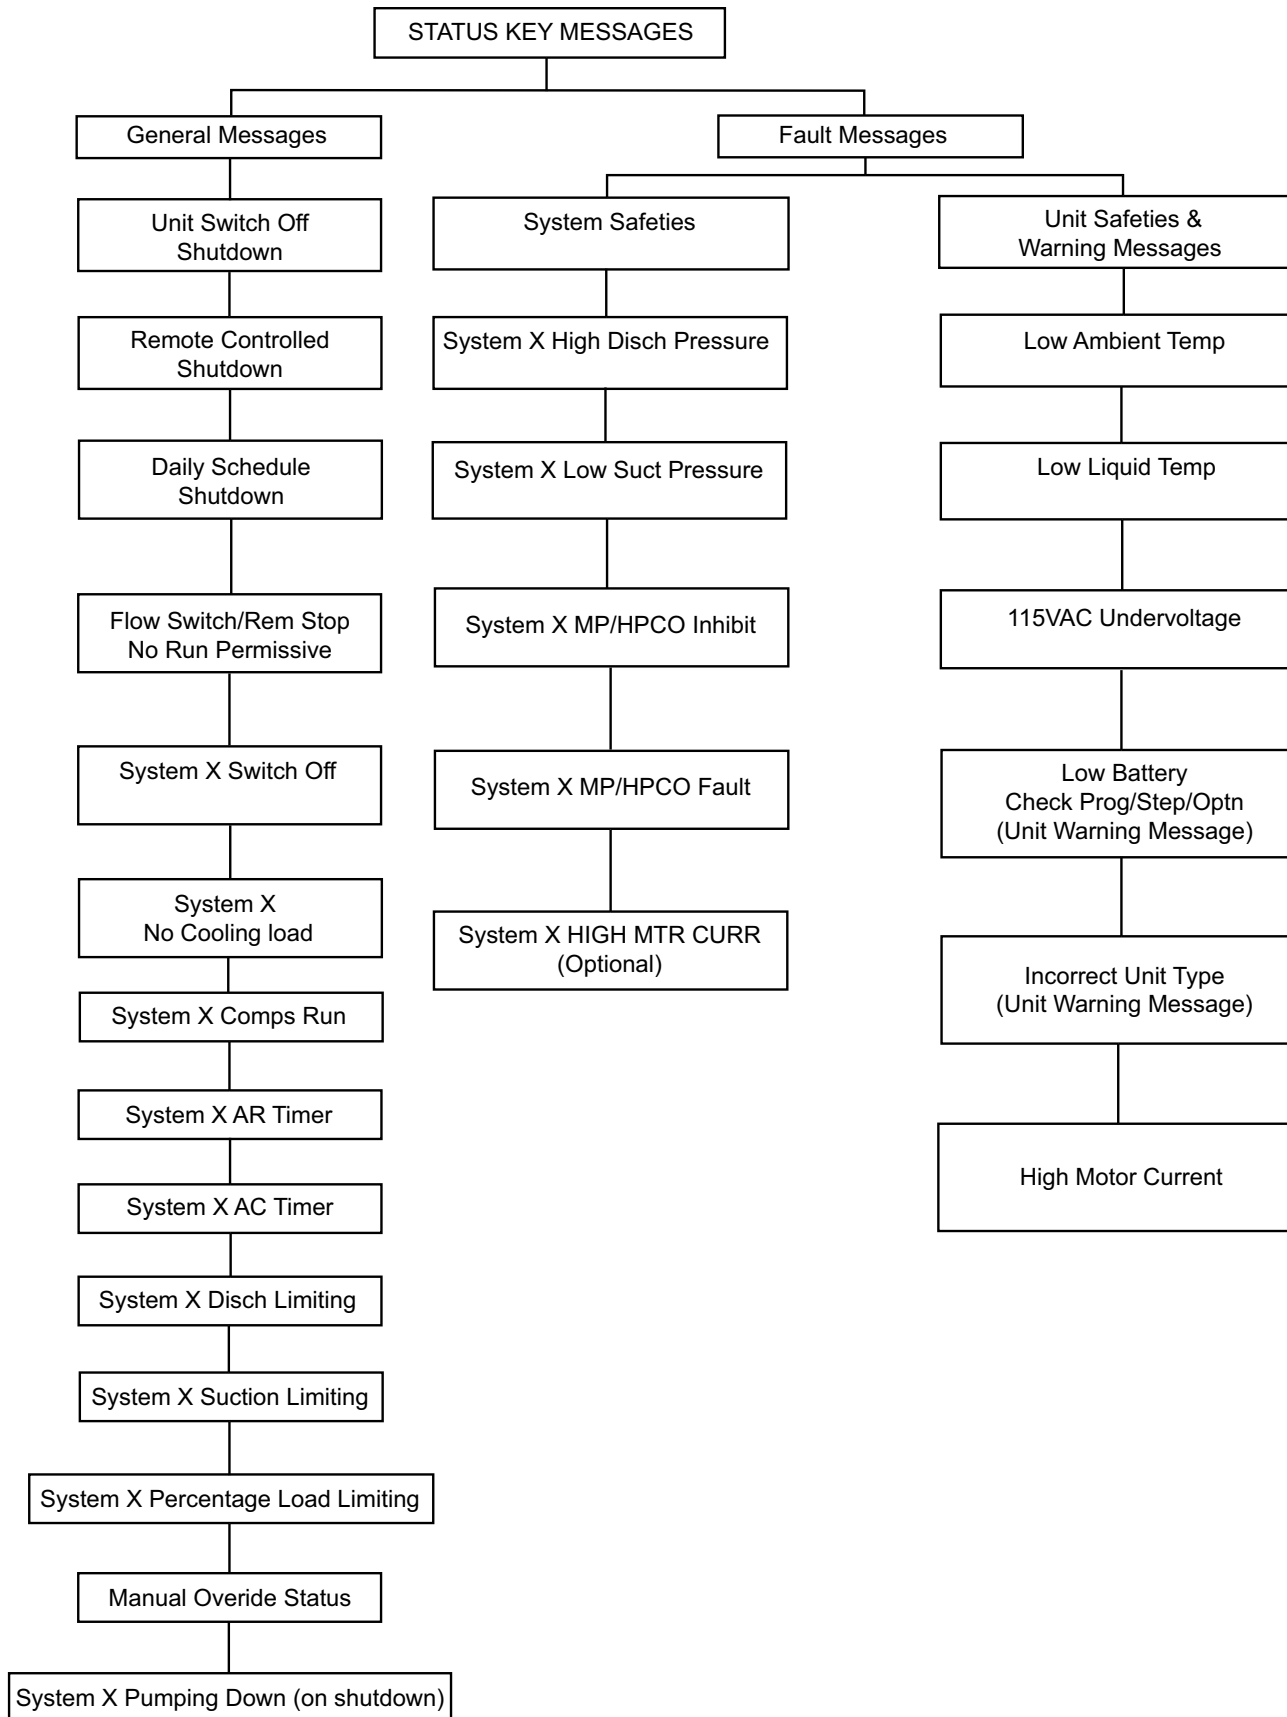 STATUS KEY MESSAGES
General Messages
Fault Messages
Unit Switch Off
Shutdown
Remote Controlled
Shutdown
Daily Schedule
Shutdown
Flow Switch/Rem Stop
No Run Permissive
System X Switch Off
System X
No Cooling load
System X Comps Run
System X AR Timer
System X AC Timer
System X Disch Limiting
System X Suction Limiting
System X Percentage Load Limiting
Manual Overide Status
System X Pumping Down (on shutdown)
System Safeties
System X High Disch Pressure
System X Low Suct Pressure
System X MP/HPCO Inhibit
System X MP/HPCO Fault
System X HIGH MTR CURR
(Optional)
Unit Safeties &
Warning Messages
Low Ambient Temp
Low Liquid Temp
115VAC Undervoltage
Low Battery
Check Prog/Step/Optn
(Unit Warning Message)
Incorrect Unit Type
(Unit Warning Message)
High Motor Current